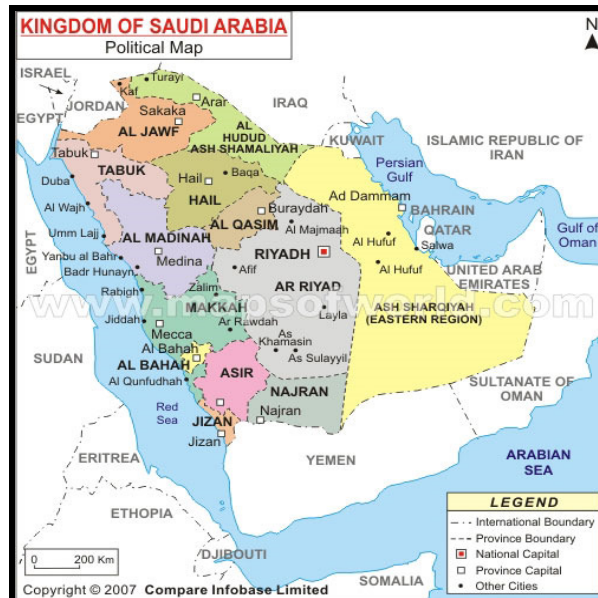 KINGDOM OF SAUDI ARABIA
Political Map
N
ISRAEL
JORDAN
EGYPT
IRAQ
KUWAIT
ISLAMIC REPUBLIC OF
IRAN
Persian
Gulf
BAHRAIN
QATAR
Gulf of
Oman
UNITED ARAB
EMIRATES
SULTANATE OF
OMAN
YEMEN
ARABIAN
SEA
EGYPT
SUDAN
ERITREA
ETHIOPIA
DJIBOUTI
SOMALIA
Red
Sea
Turayl
Kaf
Arar
Sakaka
AL JAWF
AL
HUDUD
ASH SHAMALIYAH
Tabuk
TABUK
Duba
Al Wajh
Umm Lajj
Yanbu al Bahr
Badr Hunayn
Rabigh
Jiddah
Hail
Baqa
HAIL
AL QASIM
Buraydah
Al Majmaah
AL MADINAH
Medina
RIYADH
Afif
AR RIYAD
Layla
Zalim
MAKKAH
Ar Rawdah
Mecca
As
Khamasin
As Sulayyil
Al Bahah
AL BAHAH
Al Qunfudhah
ASIR
NAJRAN
Najran
JIZAN
Jizan
Ad Dammam
Al Hufuf
Salwa
Al Hufuf
ASH SHARQIYAH
(EASTERN REGION)
www.mapsofworld.com
LEGEND
International Boundary
Province Boundary
National Capital
Province Capital
Other Cities
0 200 Km
Copyright © 2007 Compare Infobase Limited